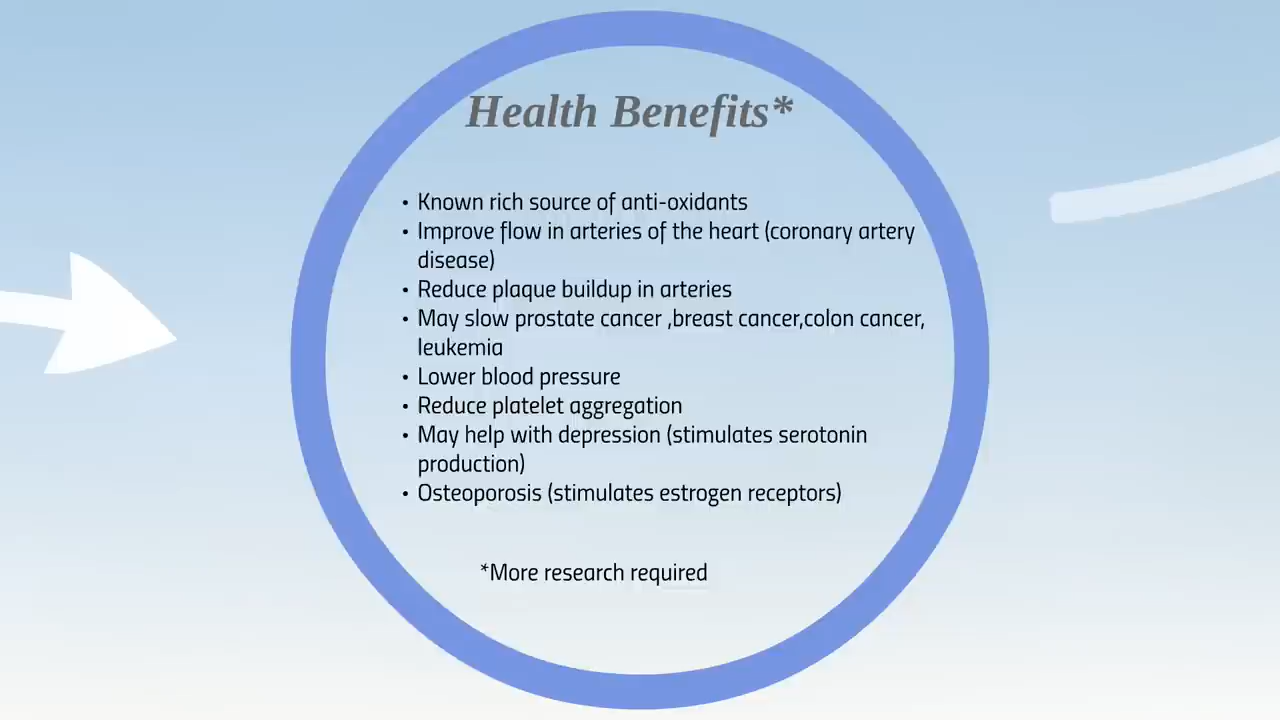 Health Benefits*
• Known rich source of anti-oxidants
• Improve flow in arteries of the heart (coronary artery
disease)
• Reduce plaque buildup in arteries
• May slow prostate cancer ,breast cancer,colon cancer,
leukemia
• Lower blood pressure
• Reduce platelet aggregation
• May help with depression (stimulates serotonin
production)
• Osteoporosis (stimulates estrogen receptors)
*More research required